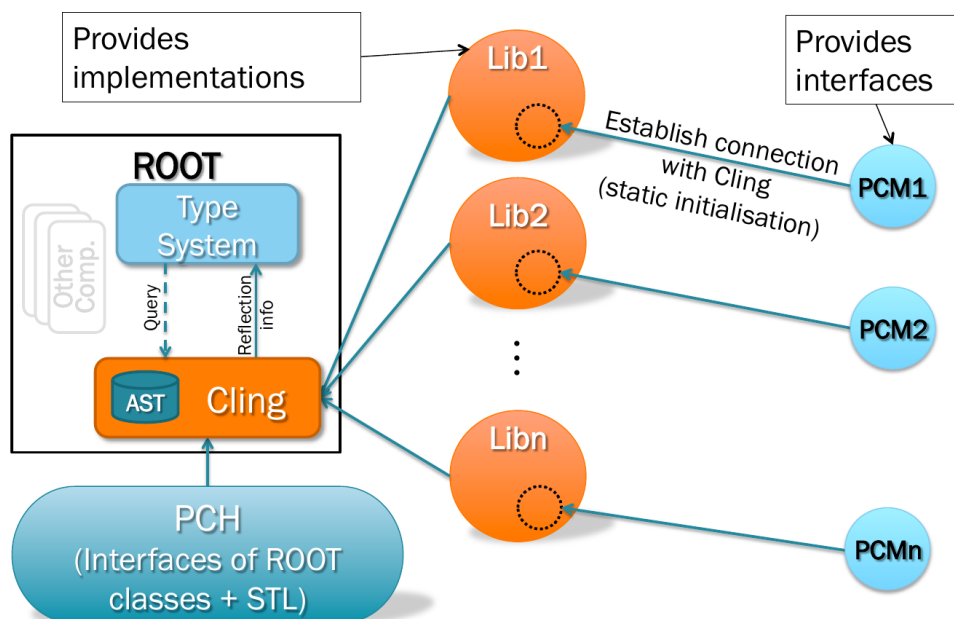 Provides
implementations
Lib1
Provides
interfaces
Establish connection
with Cling
(static initialisation)
PCM1
ROOT
Type
System
Other
Comp.
Query
Reflection
info
Lib2
PCM2
⋮
AST
Cling
Libn
PCH
(Interfaces of ROOT
classes + STL)
PCMn